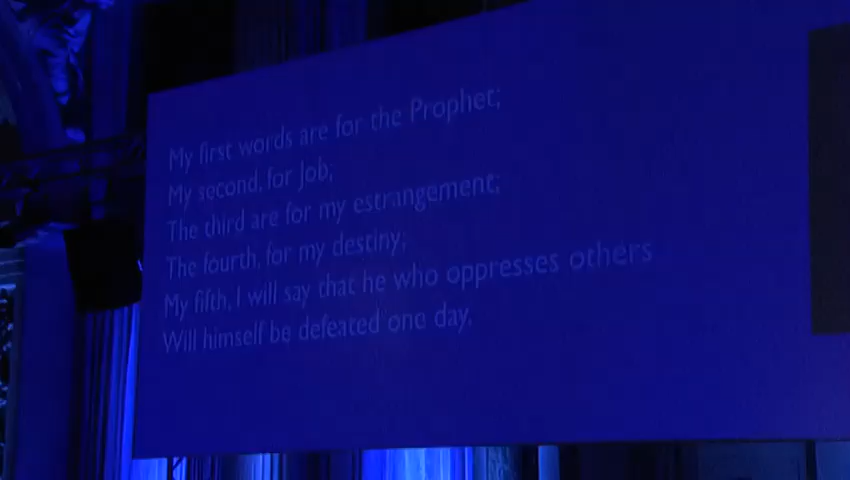 My first words are for the Prophet;
My second, for Job;
The third are for my estrangement;
The fourth, for my destiny;
My fifth, I will say that he who oppresses others
Will himself be defeated one day.